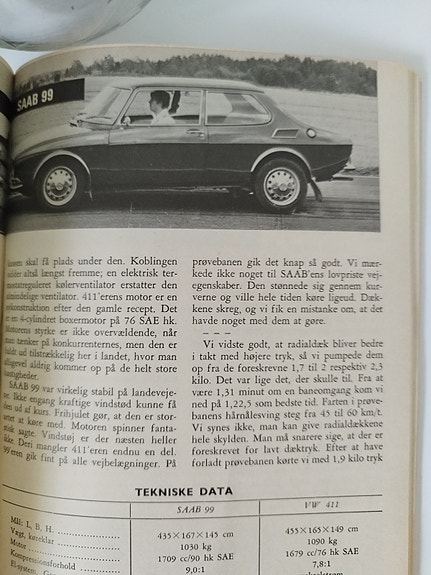 SAAB 99
skal få plads under den. Koblingen
altså længst fremme; en elektrisk ter-
mostatreguleret kølerventilator erstatter den
almindelige ventilator. 411'erens motor er en
nykonstruktion efter den gamle recept. Det
er en 4-cylindret boxermotor på 76 SAE hk.
Motorens styrke er ikke overvældende, når
man tænker på konkurrenterne, men den er
fuldt ud tilstrækkelig her i landet, hvor man
alligevel aldrig kommer op på de helt store
hastigheder.
SAAB 99 var virkelig stabil på landeveje-
ne. Ikke engang kraftige vindstød kunne få
den ud af kurs. Frihjulet gør, at den er stor-
artet at køre med. Motoren spinner fanta-
stisk sagte. Vindstøj er der næsten heller
ikke. Den mangler 411'eren endnu en del.
99'eren gik fint på alle vejbelægninger. På
prøvebanen gik det knap så godt. Vi mær-
kede ikke noget til SAAB'ens lovpriste vej-
egenskaber. Den stønnede sig gennem kur-
verne og ville hele tiden køre ligeud. Dæk-
kene skreg, og vi fik en mistanke om, at det
havde noget med dem at gøre.
– – –
Vi vidste godt, at radialdæk bliver bedre
i takt med højere tryk, så vi pumpede dem
op fra de foreskrevne 1,7 til 2 respektiv 2,3
kilo. Det var lige det, der skulle til. Fra at
være 1,31 minut om en baneomgang kom vi
ned på 1,22,5 som bedste tid. Farten i prøve-
banens hårnålesving steg fra 45 til 60 km/t.
Vi synes ikke, man kan give radialdækkene
hele skylden. Man må snarere sige, at der er
foreskrevet for lavt dæktryk. Efter at have
forladt prøvebanen kørte vi med 1,9 kilo tryk
TEKNISKE DATA
SAAB 99 VW 411
Mål: L, B, H. 435×167×145 cm 455×165×149 cm
Vægt, køreklar 1030 kg 1090 kg
Motor 1709 cc/90 hk SAE 1679 cc/76 hk SAE
Kompressionsforhold 9,0:1 7,8:1
El-system,